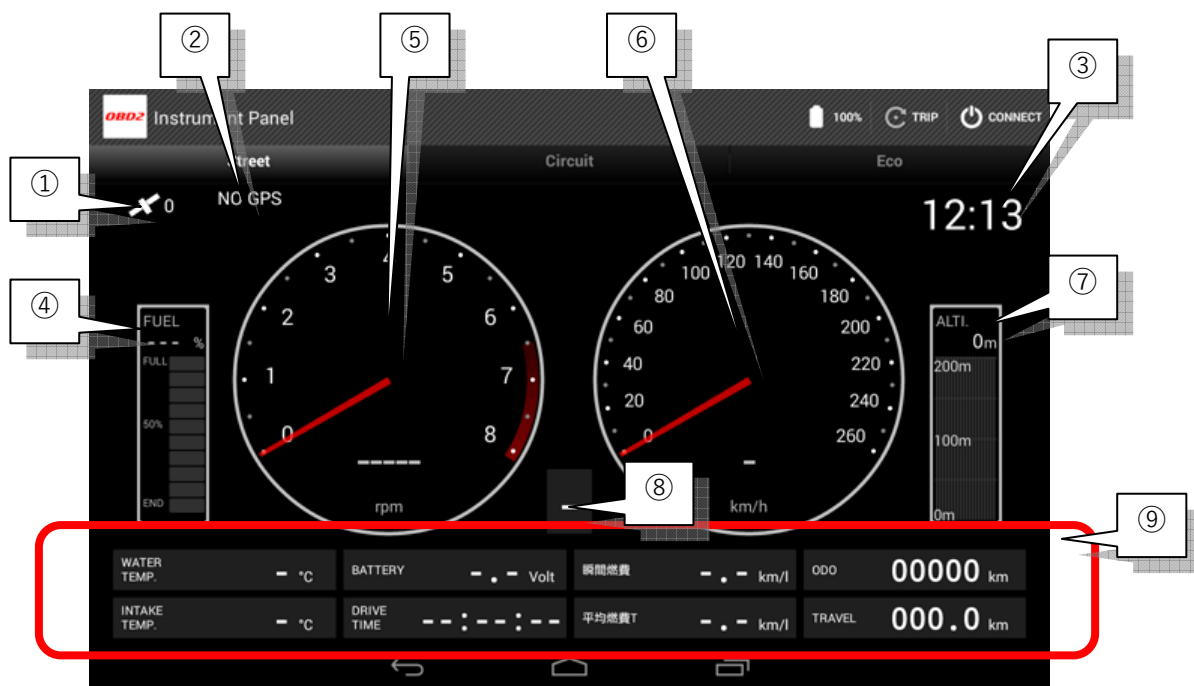 ②
⑤
⑥
③
OBD2 Instrument Panel
100%
TRIP
CONNECT
Street
Circuit
Eco
①
0
NO GPS
12:13
④
FUEL
--- %
FULL
50%
END
0
1
2
3
4
5
6
7
8
-----
rpm
0
20
40
60
80
100
120
140
160
180
200
220
240
260
-
km/h
⑦
ALTI.
0m
200m
100m
0m
⑧
-
⑨
WATER
TEMP.
- °C
BATTERY
-.- Volt
瞬間燃費
-.- km/l
ODO
00000 km
INTAKE
TEMP.
- °C
DRIVE
TIME
--:--:--
平均燃費T
-.- km/l
TRAVEL
000.0 km